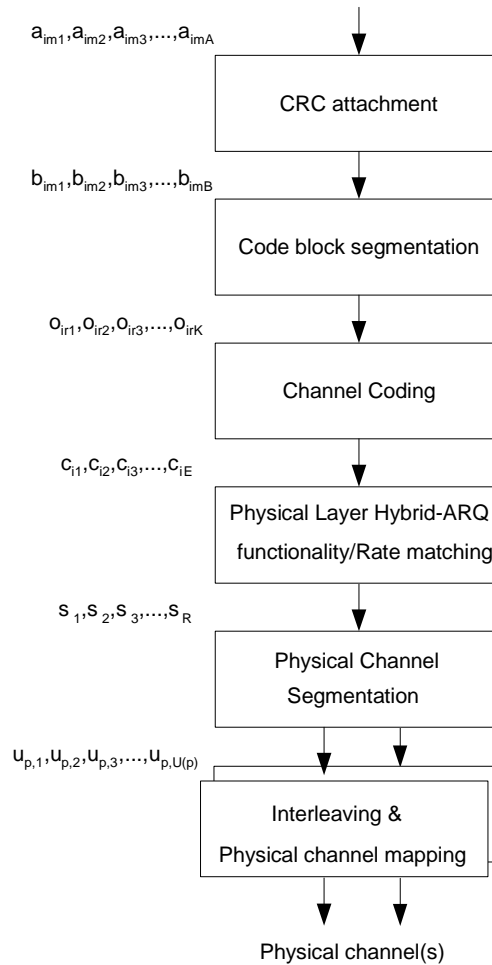 a_im1,a_im2,a_im3,...,a_imA
CRC attachment
b_im1,b_im2,b_im3,...,b_imB
Code block segmentation
o_ir1,o_ir2,o_ir3,...,o_irK
Channel Coding
c_i1,c_i2,c_i3,...,c_iE
Physical Layer Hybrid-ARQ
functionality/Rate matching
s_1,s_2,s_3,...,s_R
Physical Channel
Segmentation
u_p,1,u_p,2,u_p,3,...,u_p,U(p)
Interleaving &
Physical channel mapping
Physical channel(s)